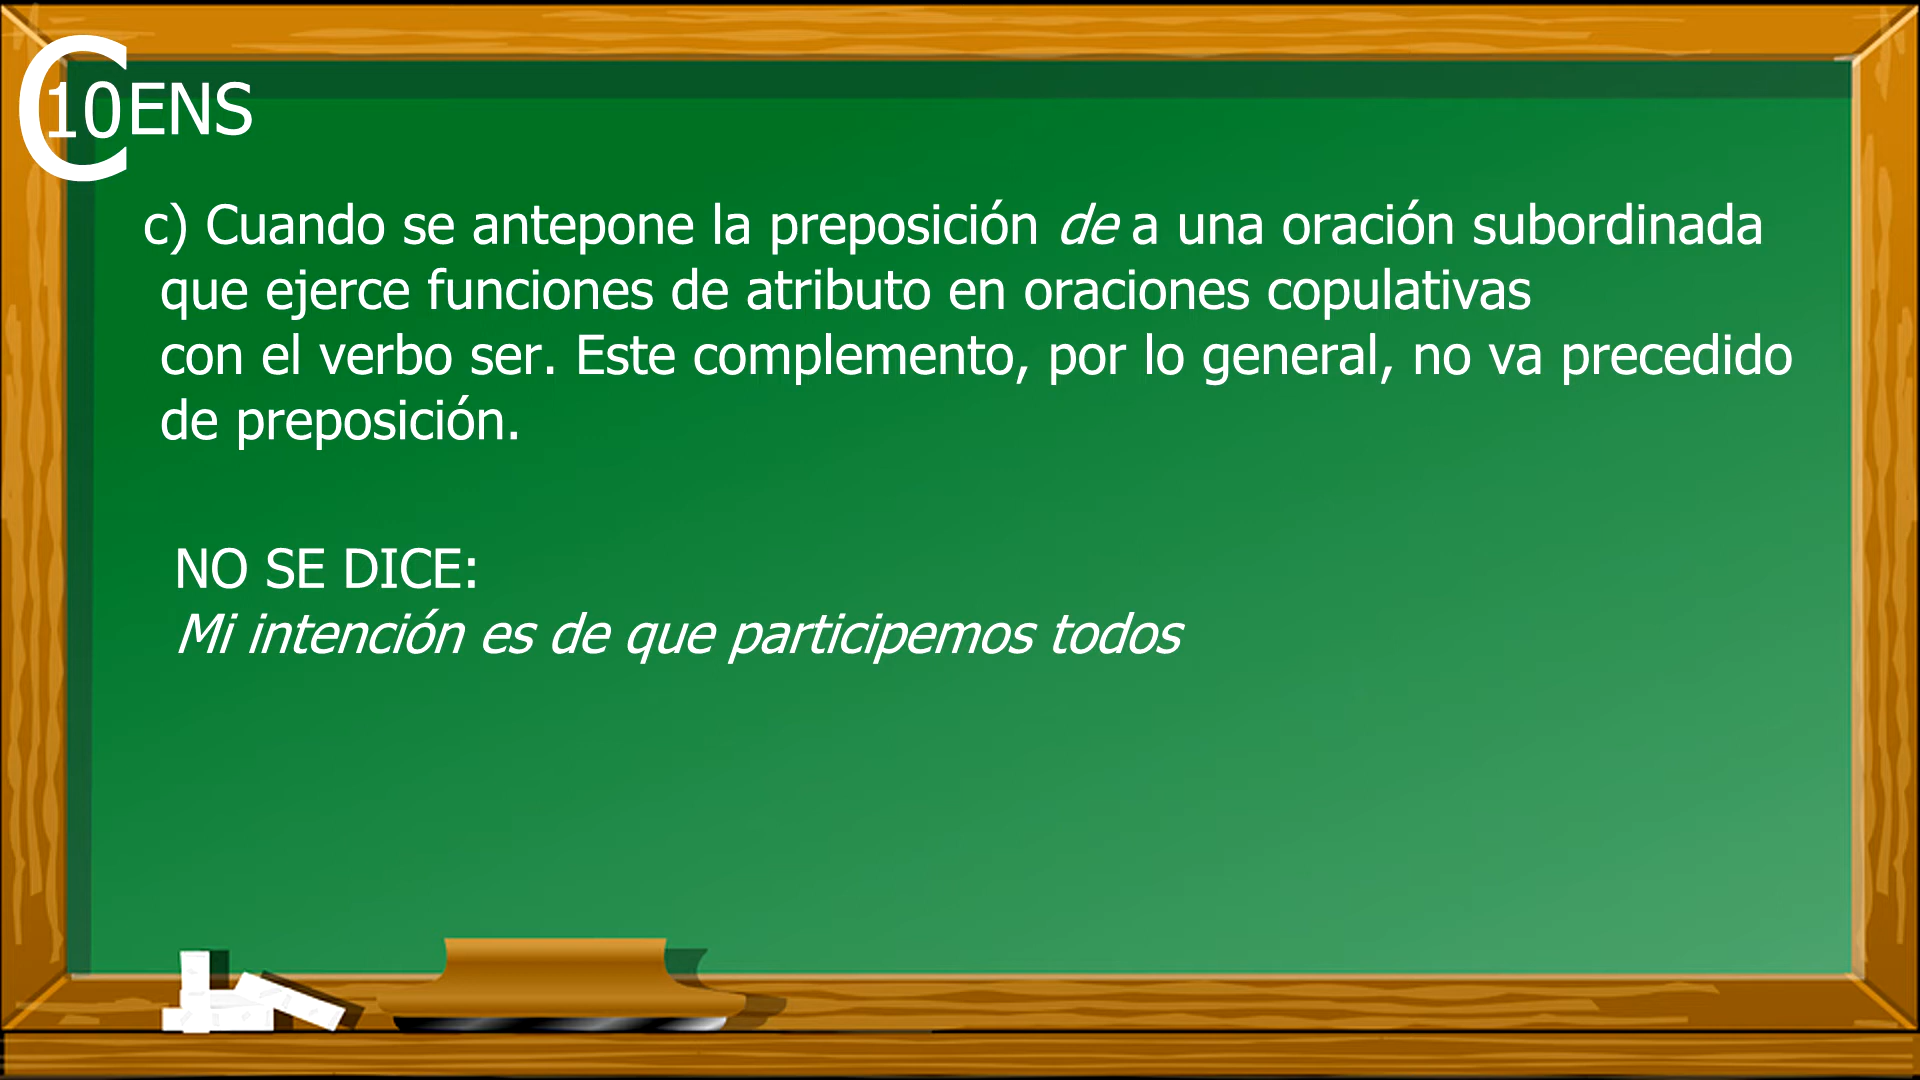 C10ENS
c) Cuando se antepone la preposición de a una oración subordinada
que ejerce funciones de atributo en oraciones copulativas
con el verbo ser. Este complemento, por lo general, no va precedido
de preposición.
NO SE DICE:
Mi intención es de que participemos todos